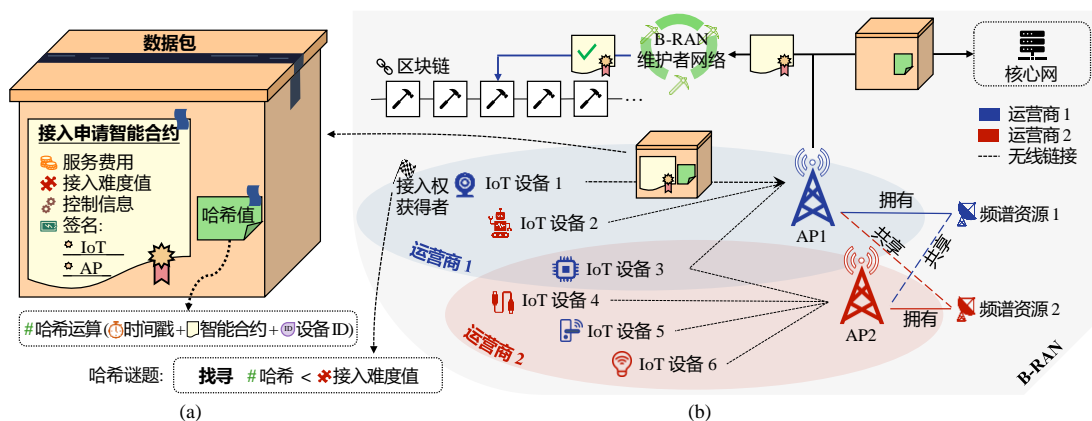 数据包
接入申请智能合约
服务费用
接入难度值
控制信息
签名:
IoT
AP
哈希值
#哈希运算(时间戳+智能合约+ID设备ID)
哈希谜题:
找寻 #哈希 < 接入难度值
(a)
区块链
...
B-RAN
维护者网络
核心网
运营商 1
运营商 2
无线链接
接入权
获得者
IoT 设备 1
IoT 设备 2
运营商 1
IoT 设备 3
IoT 设备 4
IoT 设备 5
IoT 设备 6
运营商 2
AP1
AP2
拥有
共享
共享
拥有
频谱资源 1
频谱资源 2
B-RAN
(b)